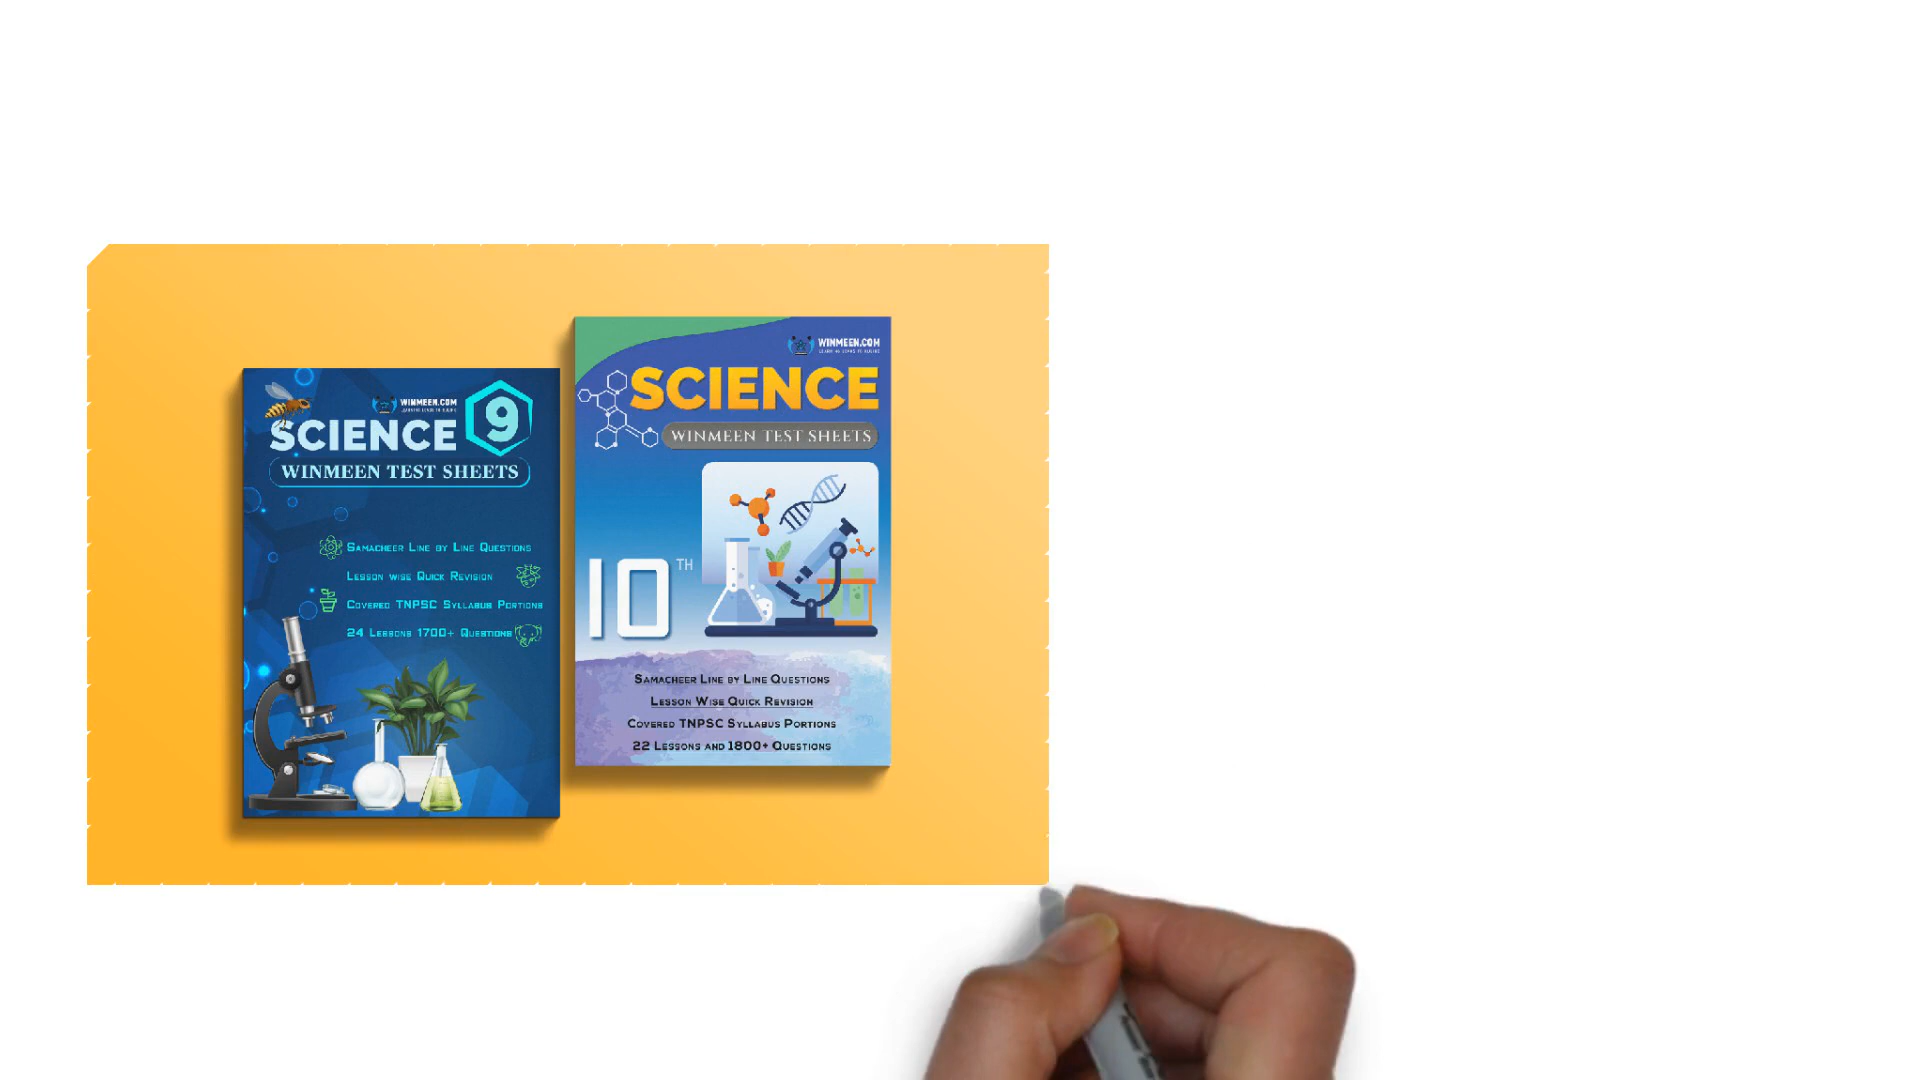 WINMEEN.COM
SCIENCE 9
WINMEEN TEST SHEETS
SAMACHEER LINE BY LINE QUESTIONS
LESSON WISE QUICK REVISION
COVERED TNPSC SYLLABUS PORTIONS
24 LESSONS 1700+ QUESTIONS
WINMEEN.COM
SCIENCE
WINMEEN TEST SHEETS
10TH
SAMACHEER LINE BY LINE QUESTIONS
LESSON WISE QUICK REVISION
COVERED TNPSC SYLLABUS PORTIONS
22 LESSONS AND 1800+ QUESTIONS